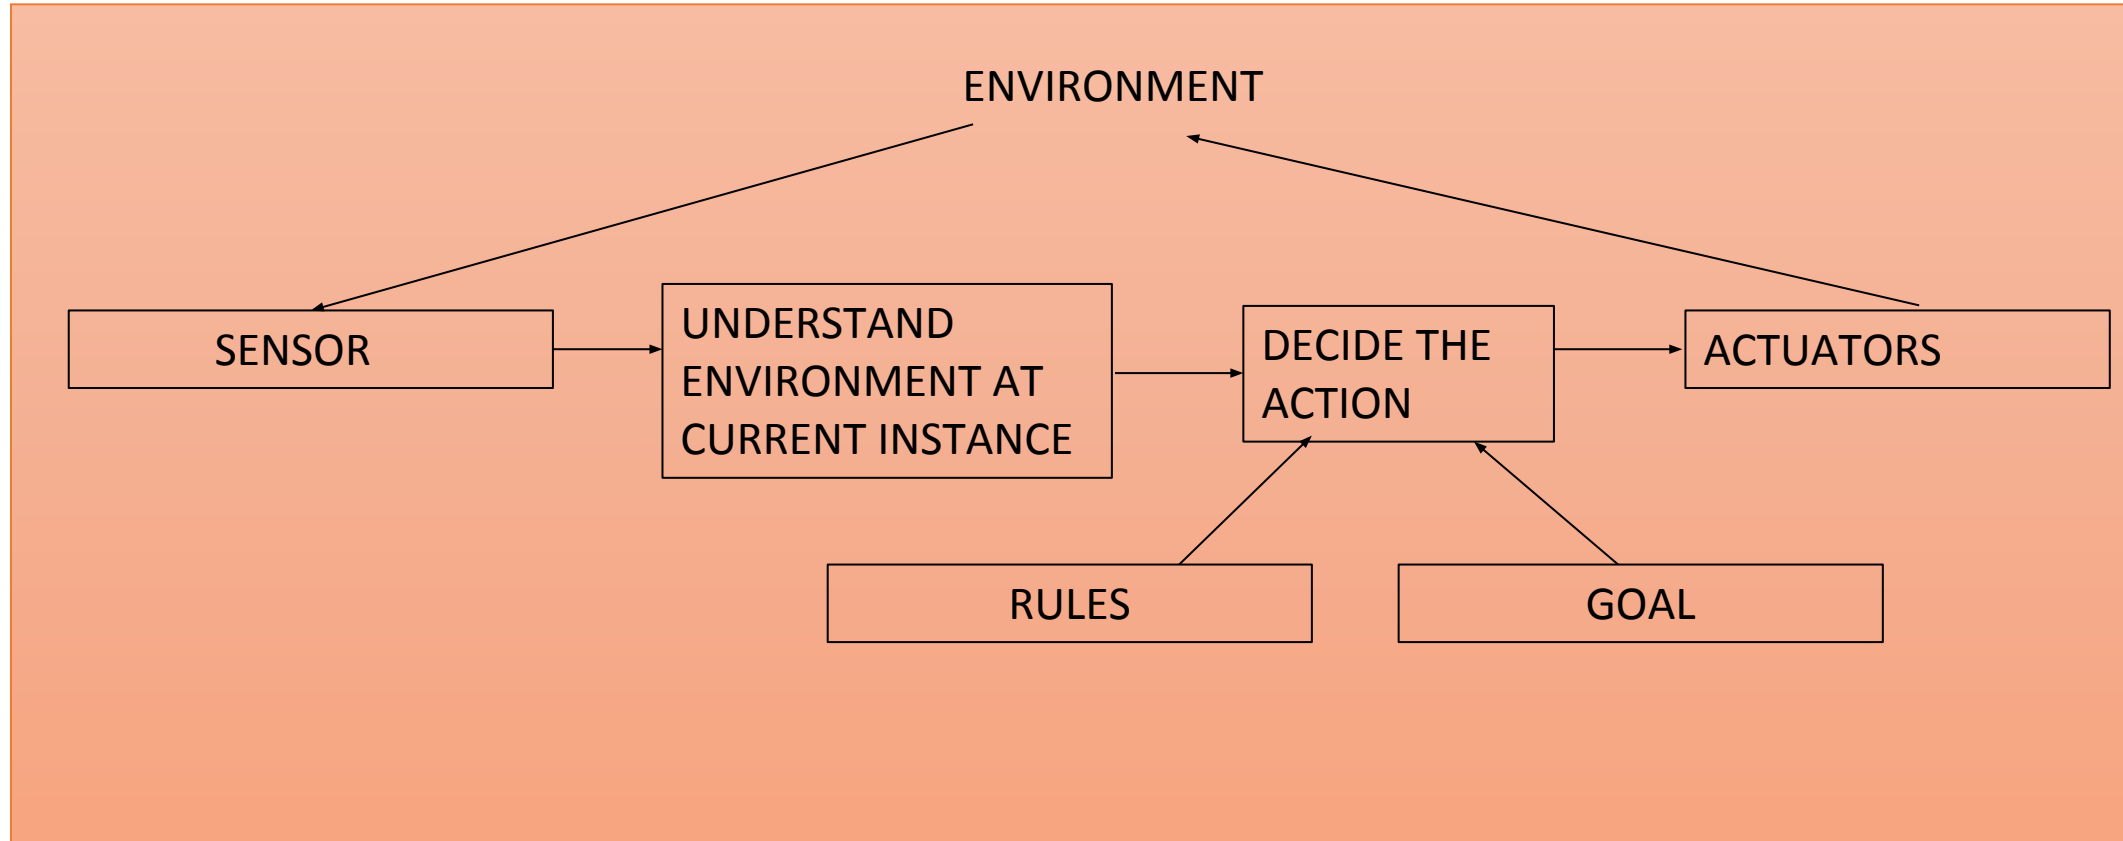 ENVIRONMENT
SENSOR
UNDERSTAND
ENVIRONMENT AT
CURRENT INSTANCE
DECIDE THE
ACTION
ACTUATORS
RULES
GOAL